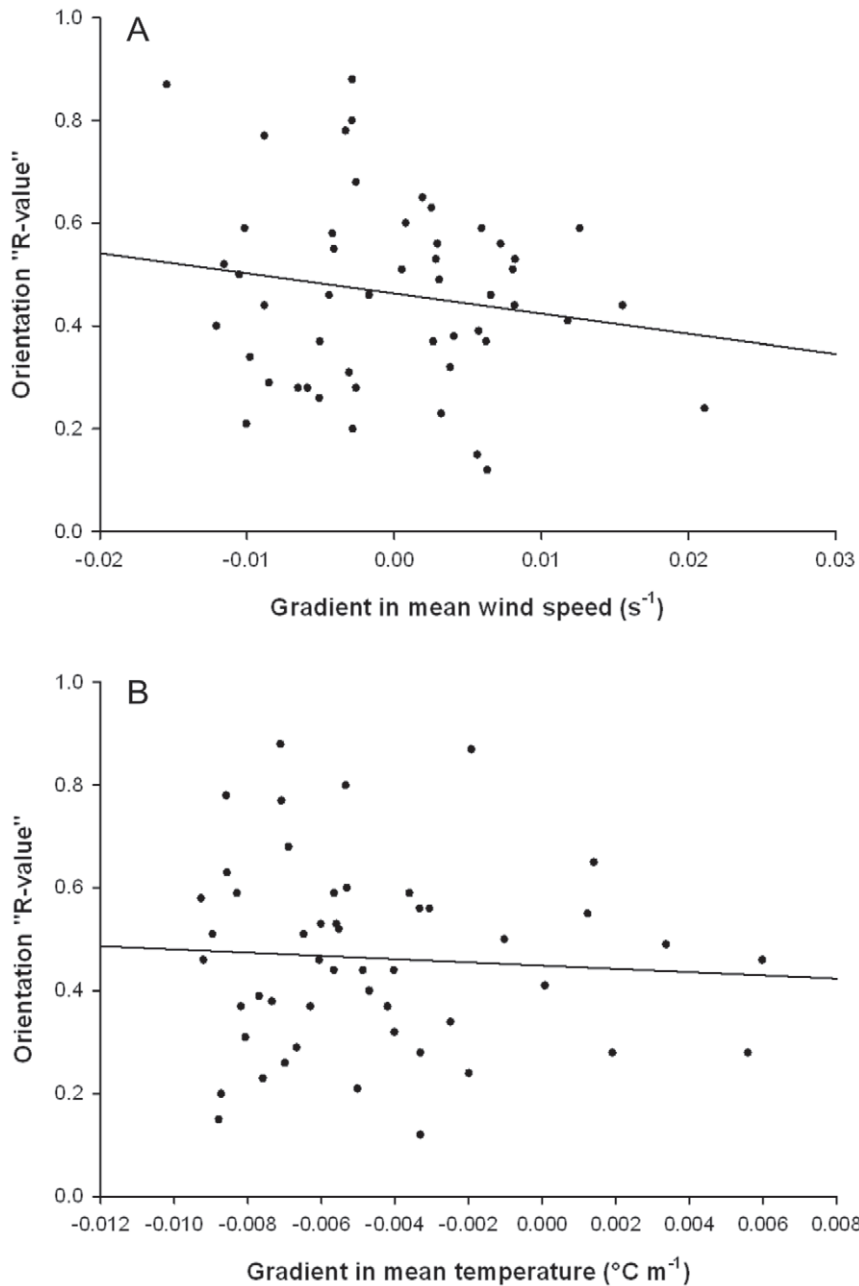 A
1.0
0.8
0.6
0.4
0.2
0.0
Orientation "R-value"
-0.02 -0.01 0.00 0.01 0.02 0.03
Gradient in mean wind speed (s⁻¹)
B
1.0
0.8
0.6
0.4
0.2
0.0
Orientation "R-value"
-0.012 -0.010 -0.008 -0.006 -0.004 -0.002 0.000 0.002 0.004 0.006 0.008
Gradient in mean temperature (°C m⁻¹)